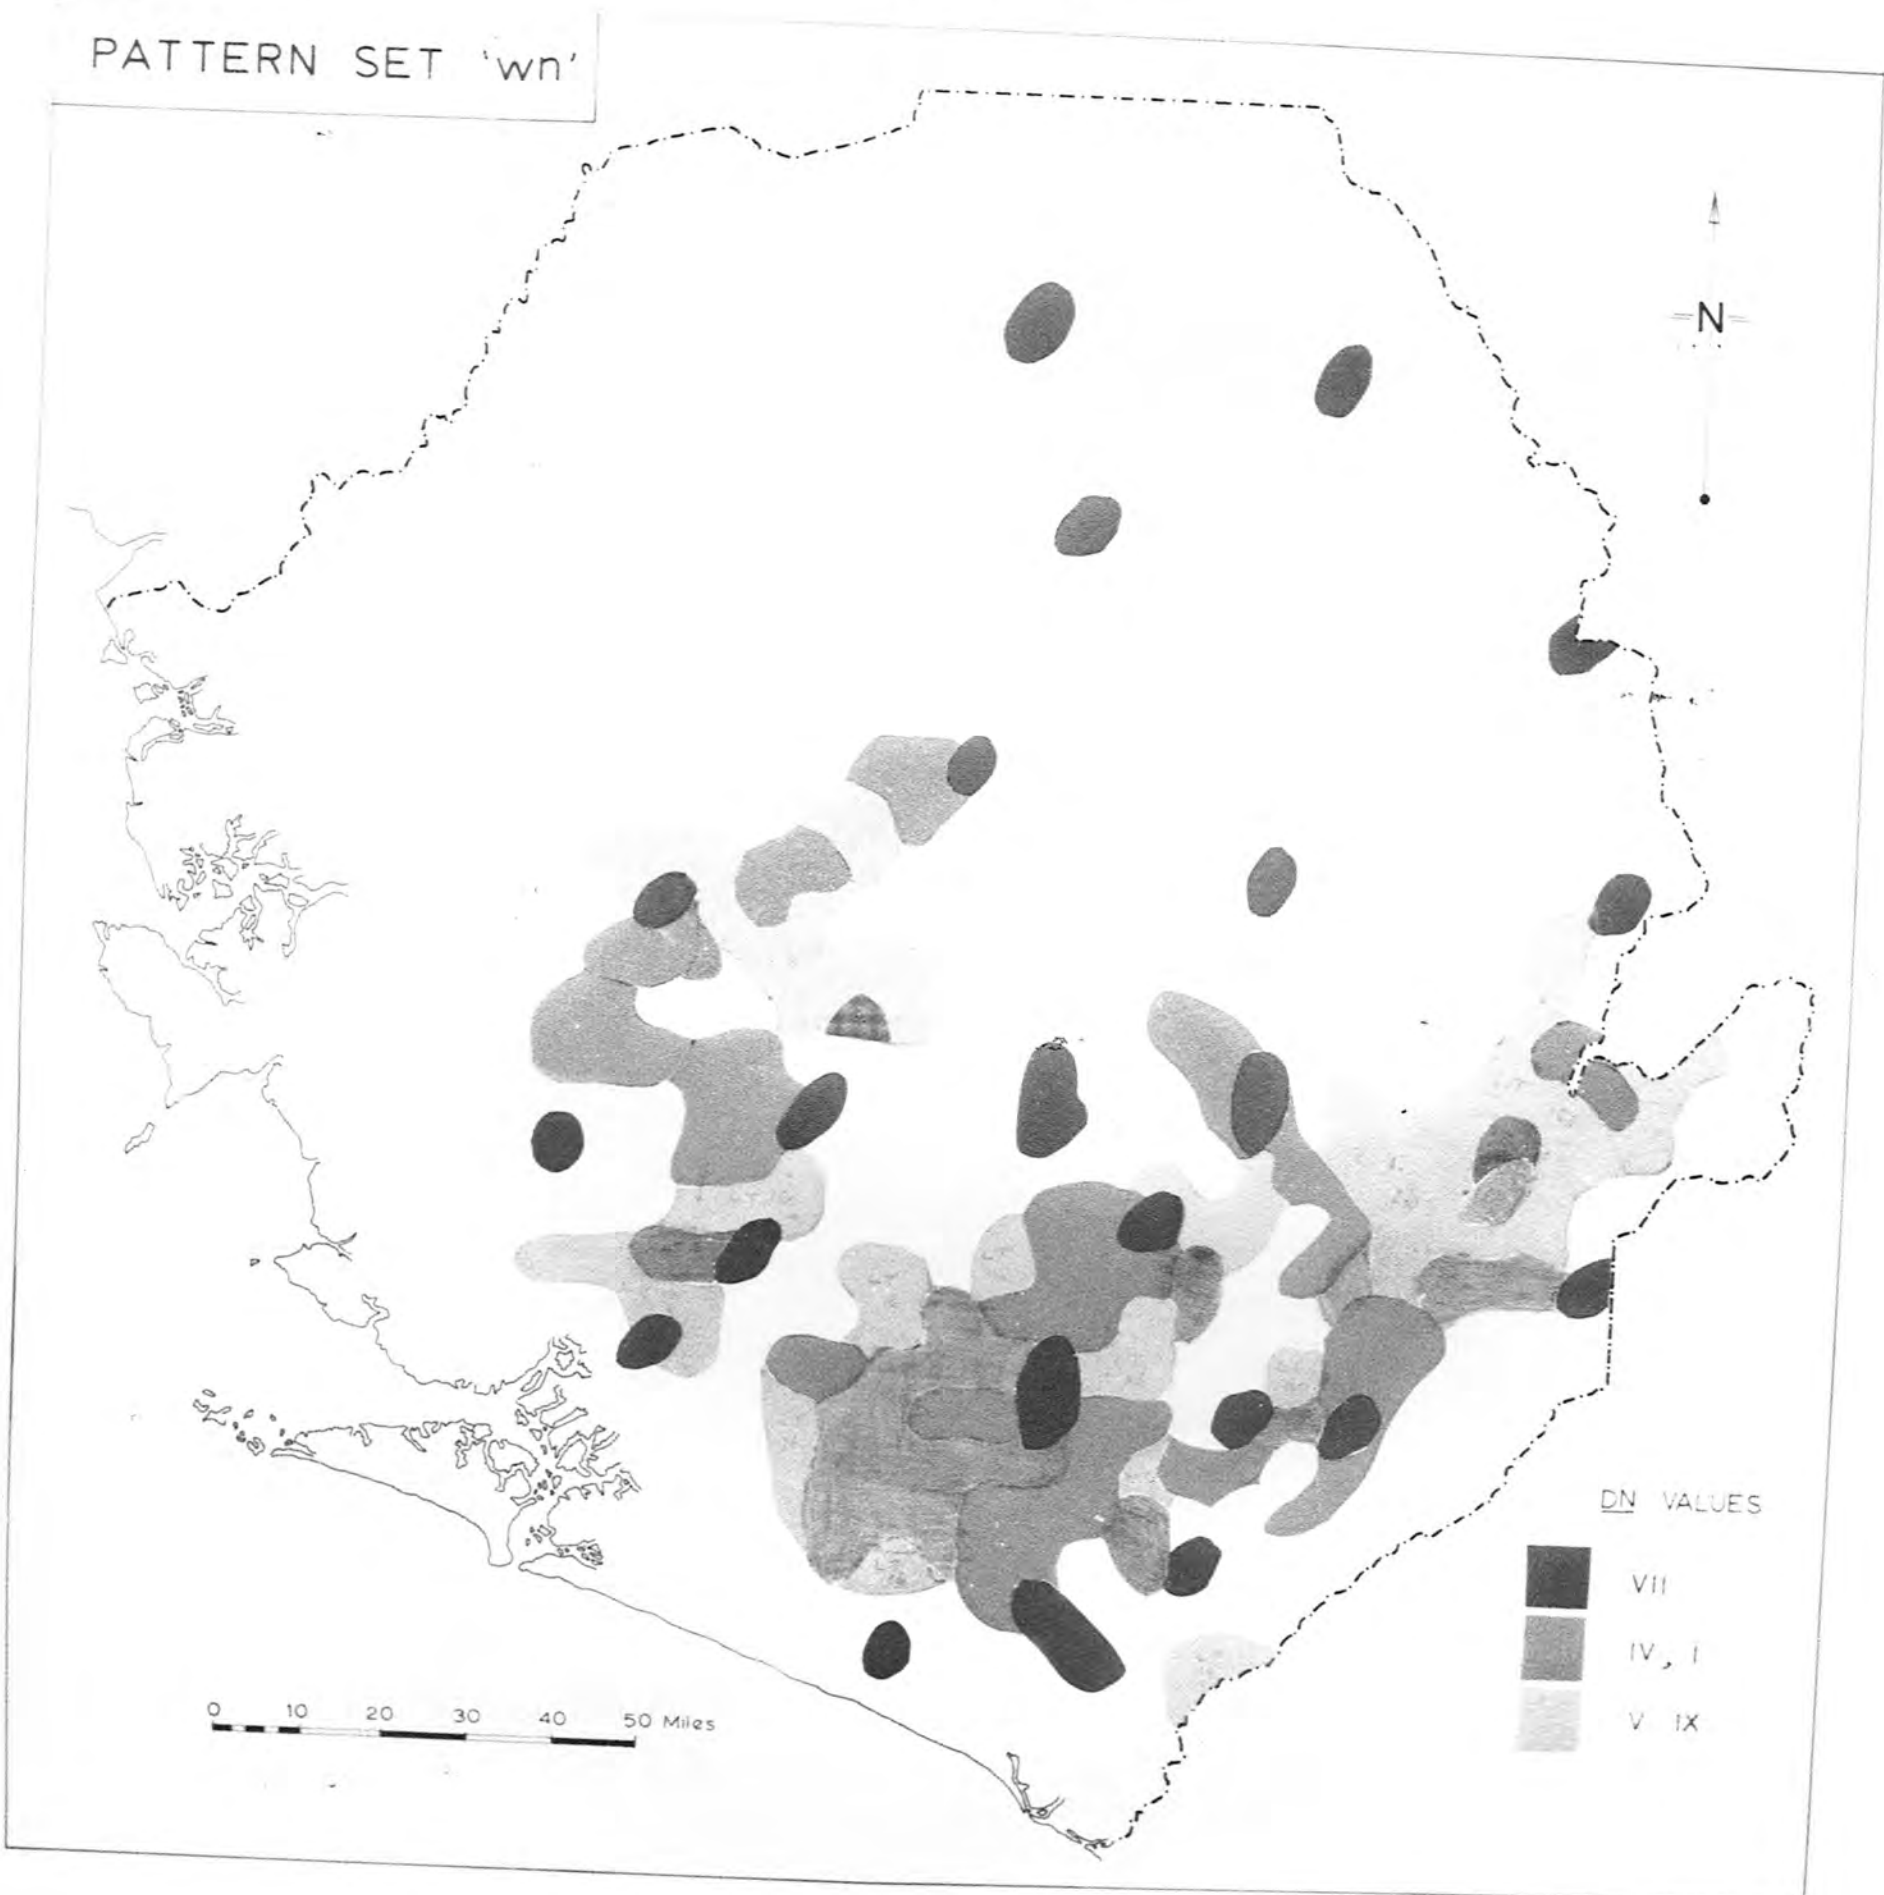 PATTERN SET 'wn'
N
DN VALUES
VII
IV, I
V IX
0 10 20 30 40 50 Miles